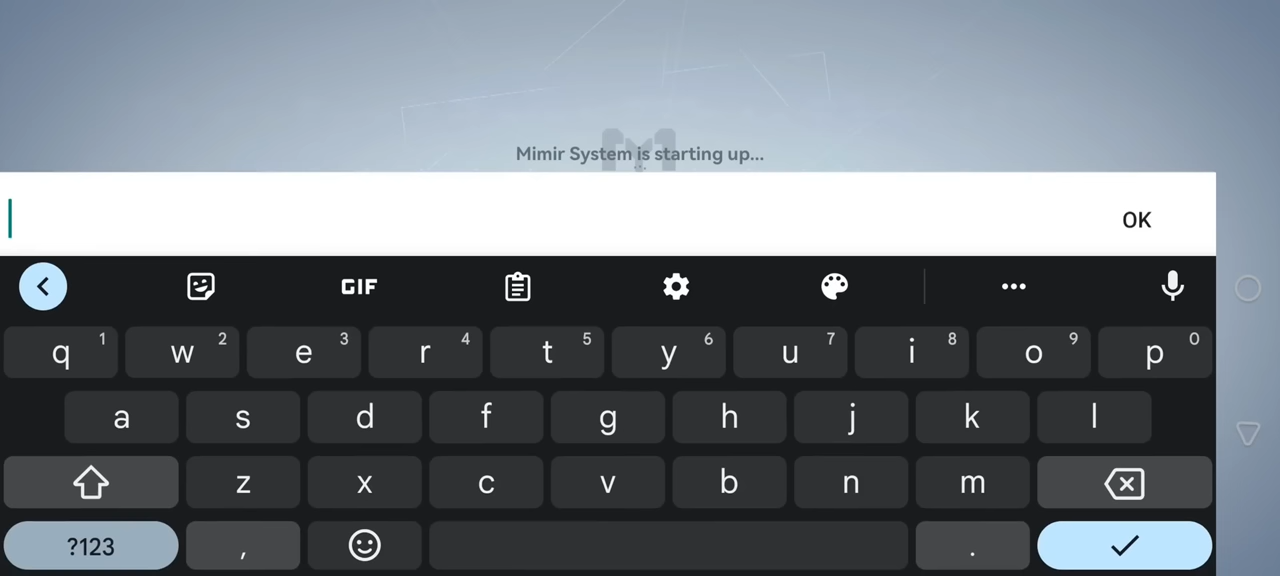 Mimir System is starting up...
OK
GIF
q 1 w 2 e 3 r 4 t 5 y 6 u 7 i 8 o 9 p 0
a s d f g h j k l
z x c v b n m
?123 , .